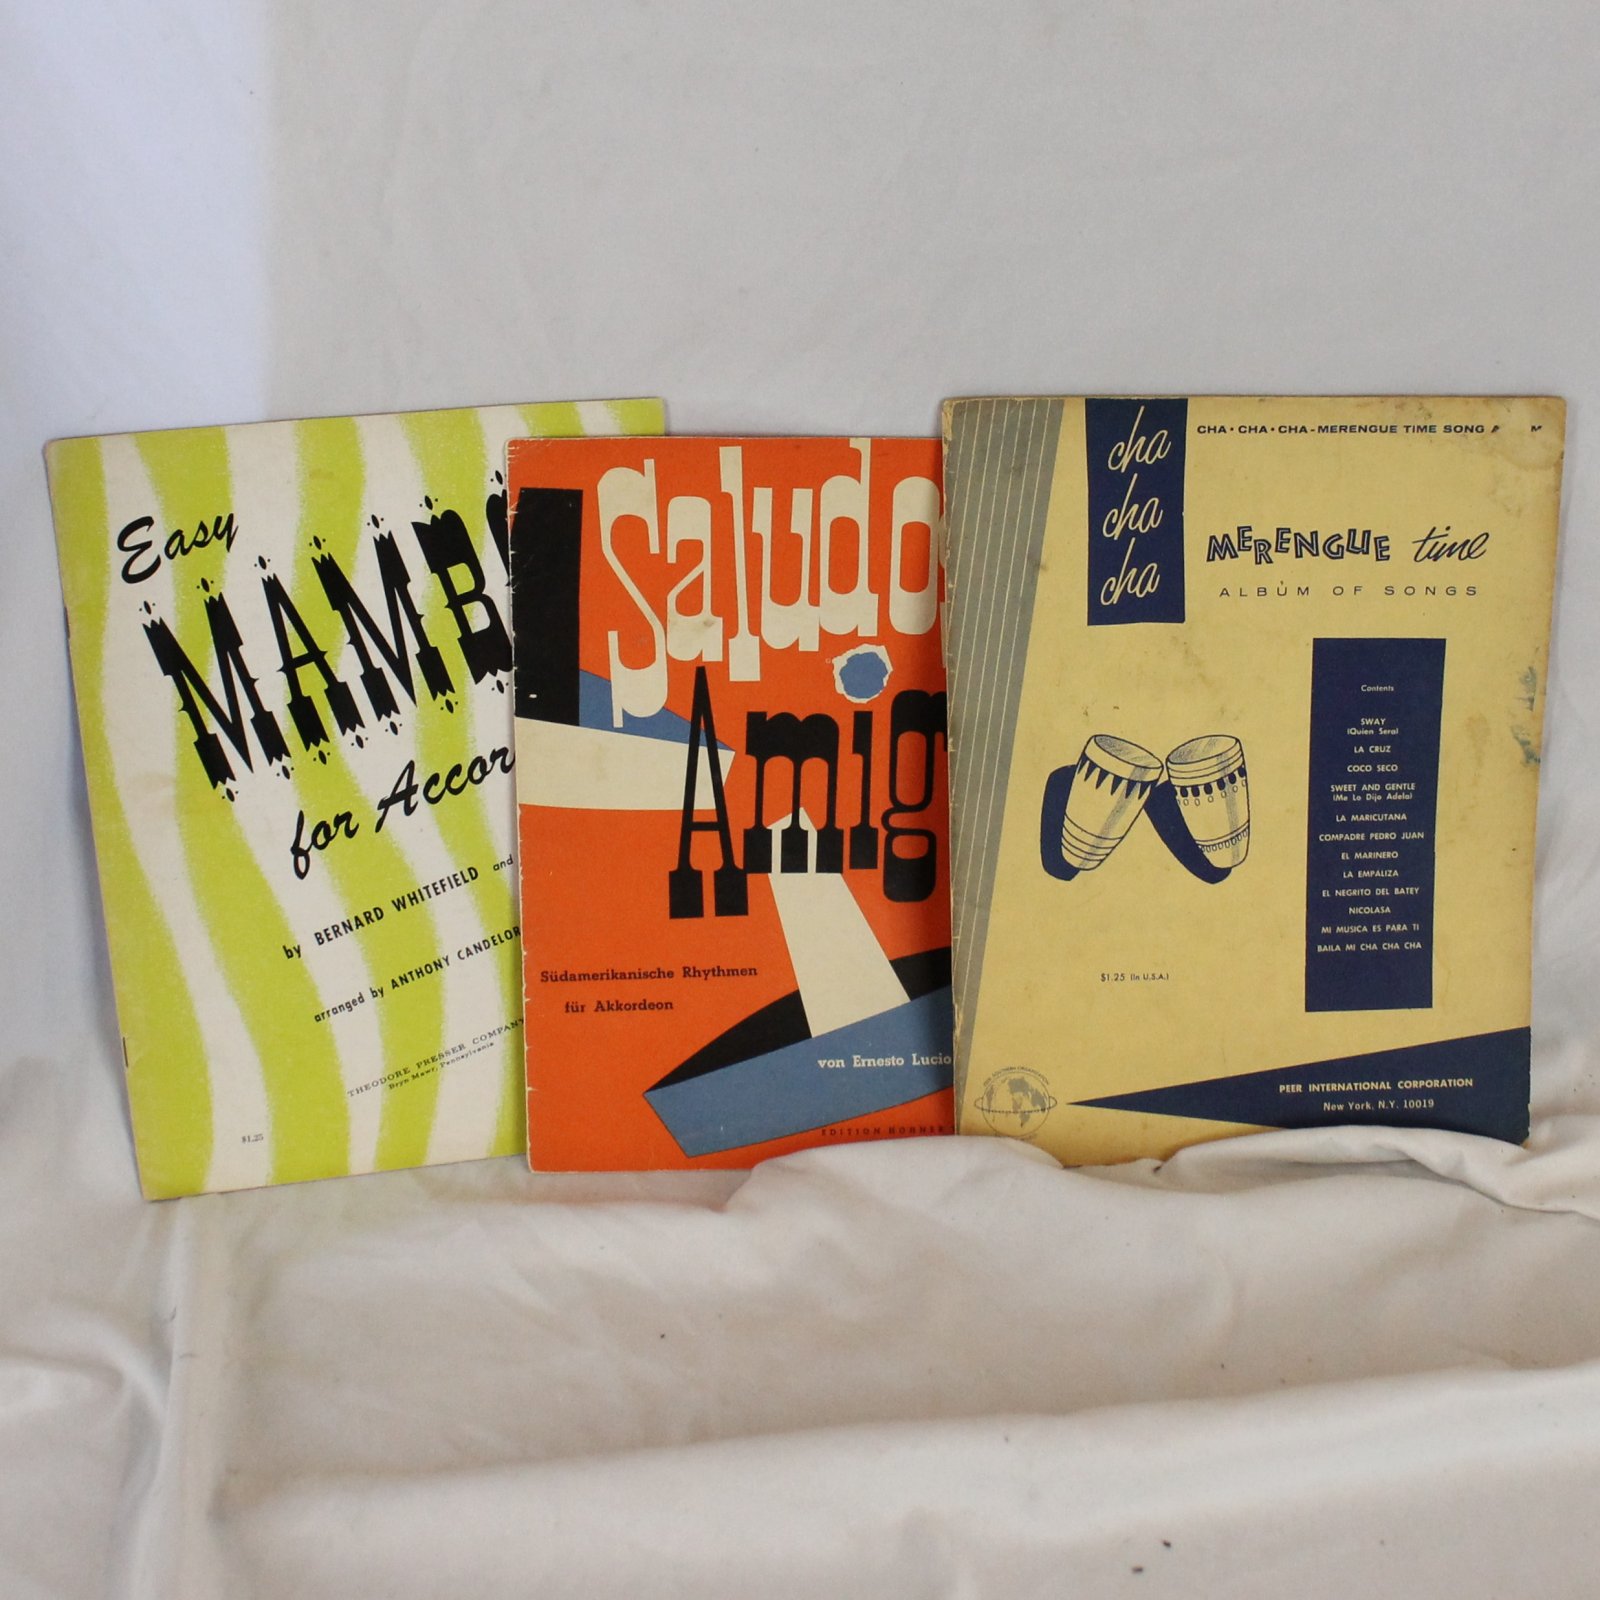 Easy
MAMBO
for Accor
by BERNARD WHITEFIELD and
arranged by ANTHONY CANDELOR
THEODORE PRESSER COMPANY
Bryn Mawr, Pennsylvania
$1.25
Saludo
Amig
Südamerikanische Rhythmen
für Akkordeon
von Ernesto Lucio
EDITION HOHNER
cha
cha
cha
CHA • CHA • CHA - MERENGUE TIME SONG
MERENGUE time
ALBUM OF SONGS
Contents
SWAY
(Quien Sera)
LA CRUZ
COCO SECO
SWEET AND GENTLE
(Me Lo Dijo Adela)
LA MARICUTANA
COMPADRE PEDRO JUAN
EL MARINERO
LA EMPALIZA
EL NEGRITO DEL BATEY
NICOLASA
MI MUSICA ES PARA TI
BAILA MI CHA CHA CHA
$1.25 (In U.S.A.)
PEER INTERNATIONAL CORPORATION
New York, N.Y. 10019
PEER SOUTHERN ORGANIZATION